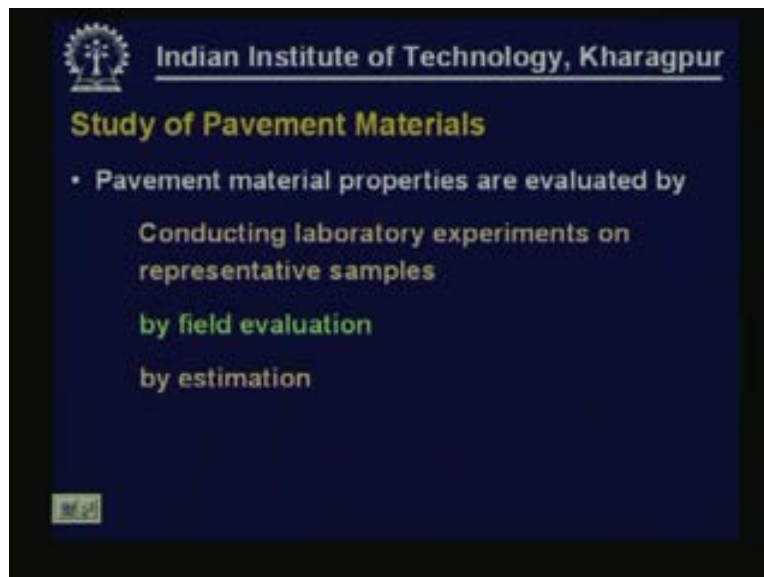 Indian Institute of Technology, Kharagpur
Study of Pavement Materials
• Pavement material properties are evaluated by
Conducting laboratory experiments on
representative samples
by field evaluation
by estimation